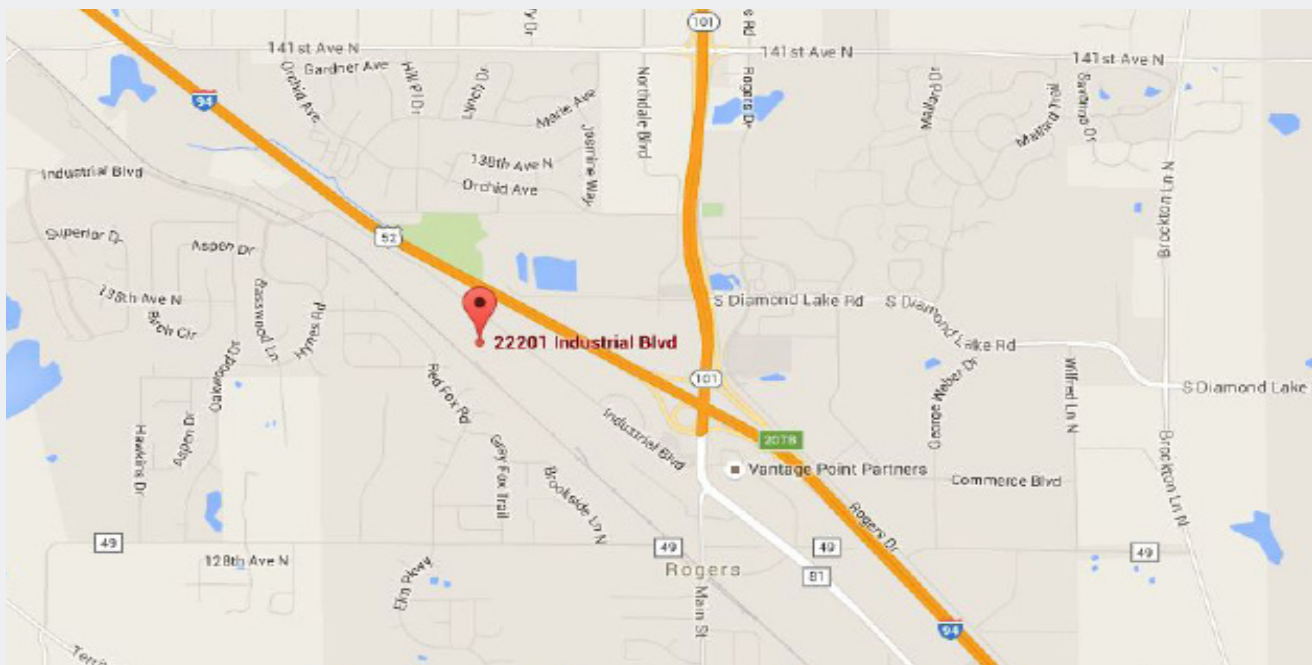 101
141st Ave N
141st Ave N
141st Ave N
Gardner Ave
Orchid Ave
Hill Pl Dr
Lynch Dr
Marie Ave
Jasmine Way
Northdale Blvd
Rogers Dr
Mallard Dr
Mallard Trail
Savanna Dr
94
138th Ave N
Orchid Ave
Industrial Blvd
Brockton Ln N
52
Superior Dr
Aspen Dr
138th Ave N
Birch Cir
Basswood Ln
Hynes Rd
S Diamond Lake Rd
S Diamond Lake Rd
22201 Industrial Blvd
Oakwood Dr
Red Fox Rd
101
George Weber Dr
Wilfred Ln N
S Diamond Lake
Hawkins Dr
Aspen Dr
Grey Fox Trail
Industrial Blvd
207B
Vantage Point Partners
Commerce Blvd
Brookside Ln N
Brockton Ln N
Rogers Dr
49
128th Ave N
49
49
49
Rogers
81
Elm Pkwy
Main St
94